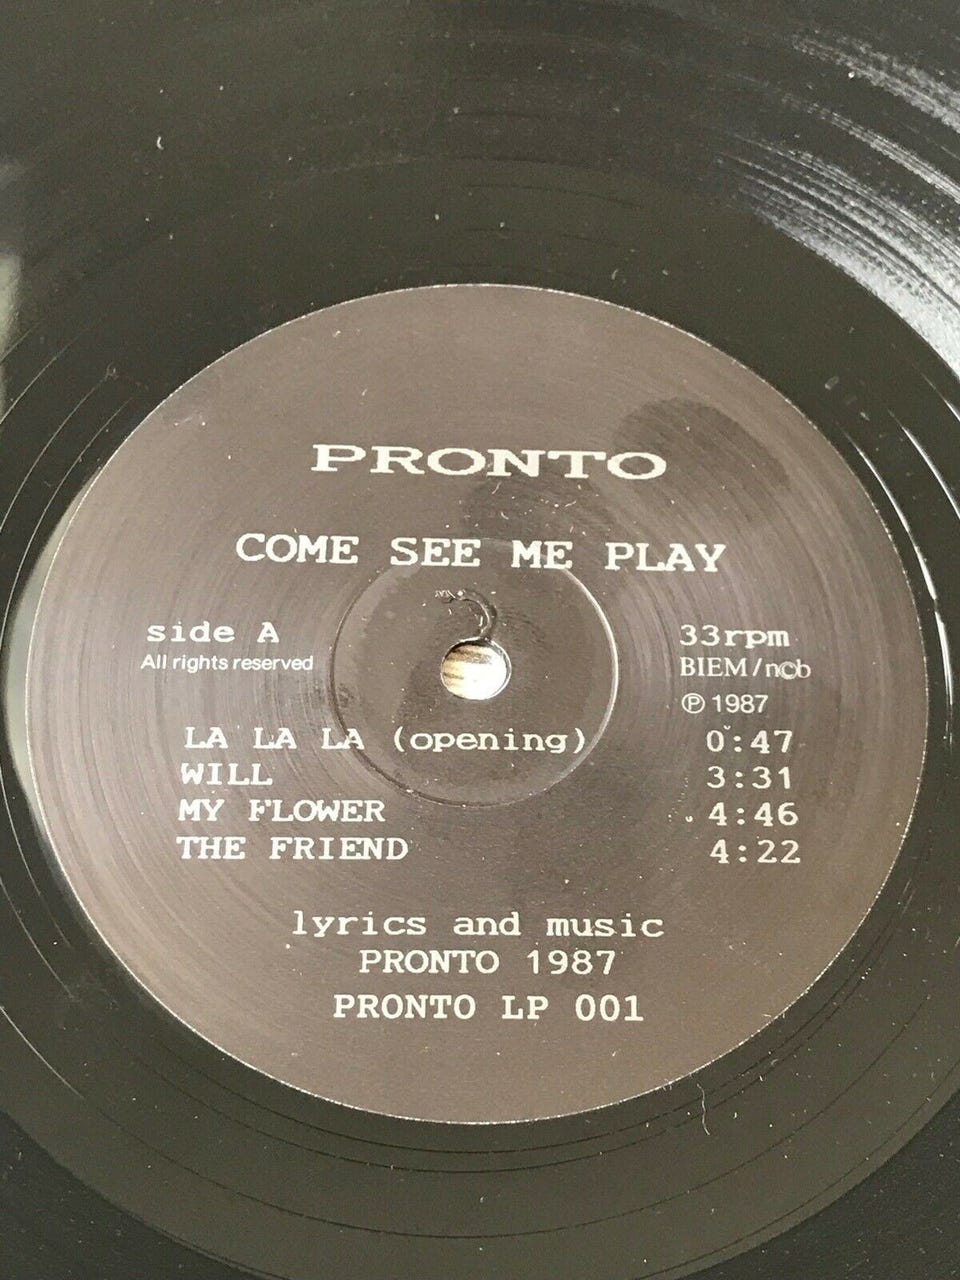 PRONTO
COME SEE ME PLAY
side A
All rights reserved
33rpm
BIEM/ncb
℗ 1987
LA LA LA (opening) 0:47
WILL 3:31
MY FLOWER 4:46
THE FRIEND 4:22
lyrics and music
PRONTO 1987
PRONTO LP 001